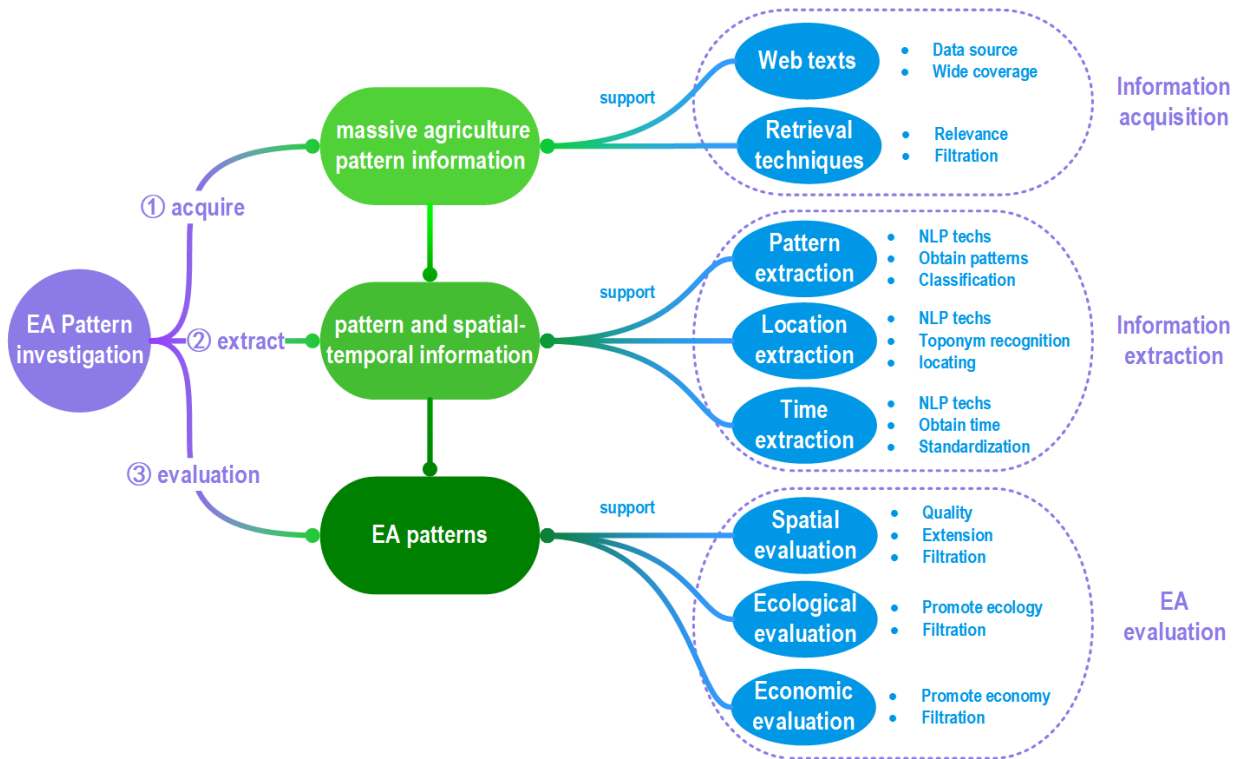 EA Pattern
investigation
① acquire
② extract
③ evaluation
massive agriculture
pattern information
pattern and spatial-
temporal information
EA patterns
support
Web texts
• Data source
• Wide coverage
Retrieval
techniques
• Relevance
• Filtration
Information
acquisition
support
Pattern
extraction
• NLP techs
• Obtain patterns
• Classification
Location
extraction
• NLP techs
• Toponym recognition
• locating
Time
extraction
• NLP techs
• Obtain time
• Standardization
Information
extraction
support
Spatial
evaluation
• Quality
• Extension
• Filtration
Ecological
evaluation
• Promote ecology
• Filtration
Economic
evaluation
• Promote economy
• Filtration
EA
evaluation